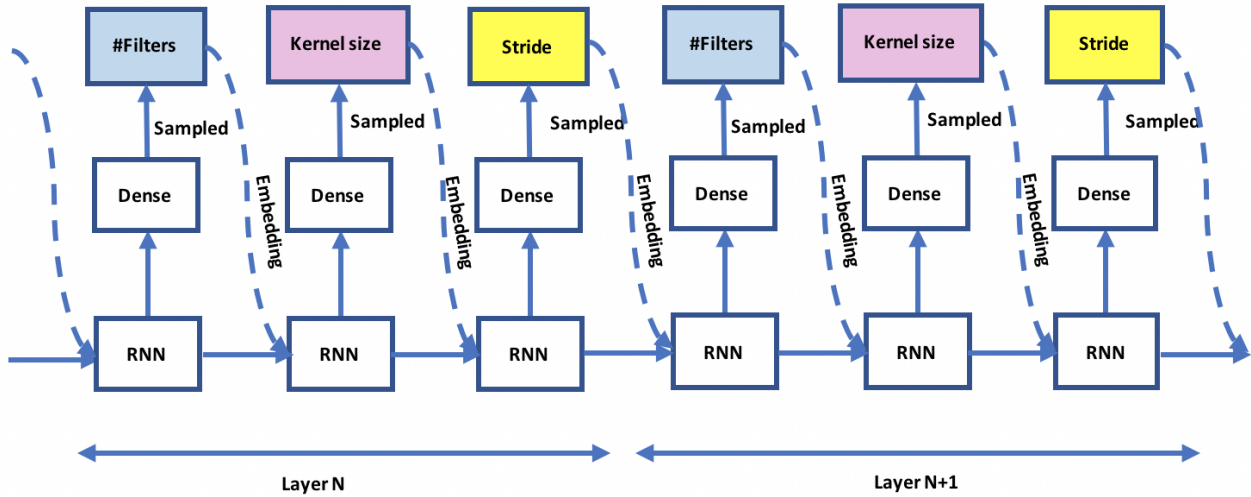 #Filters
Kernel size
Stride
#Filters
Kernel size
Stride
Sampled
Sampled
Sampled
Sampled
Sampled
Sampled
Dense
Dense
Dense
Dense
Dense
Dense
Embedding
Embedding
Embedding
Embedding
Embedding
RNN
RNN
RNN
RNN
RNN
RNN
Layer N
Layer N+1